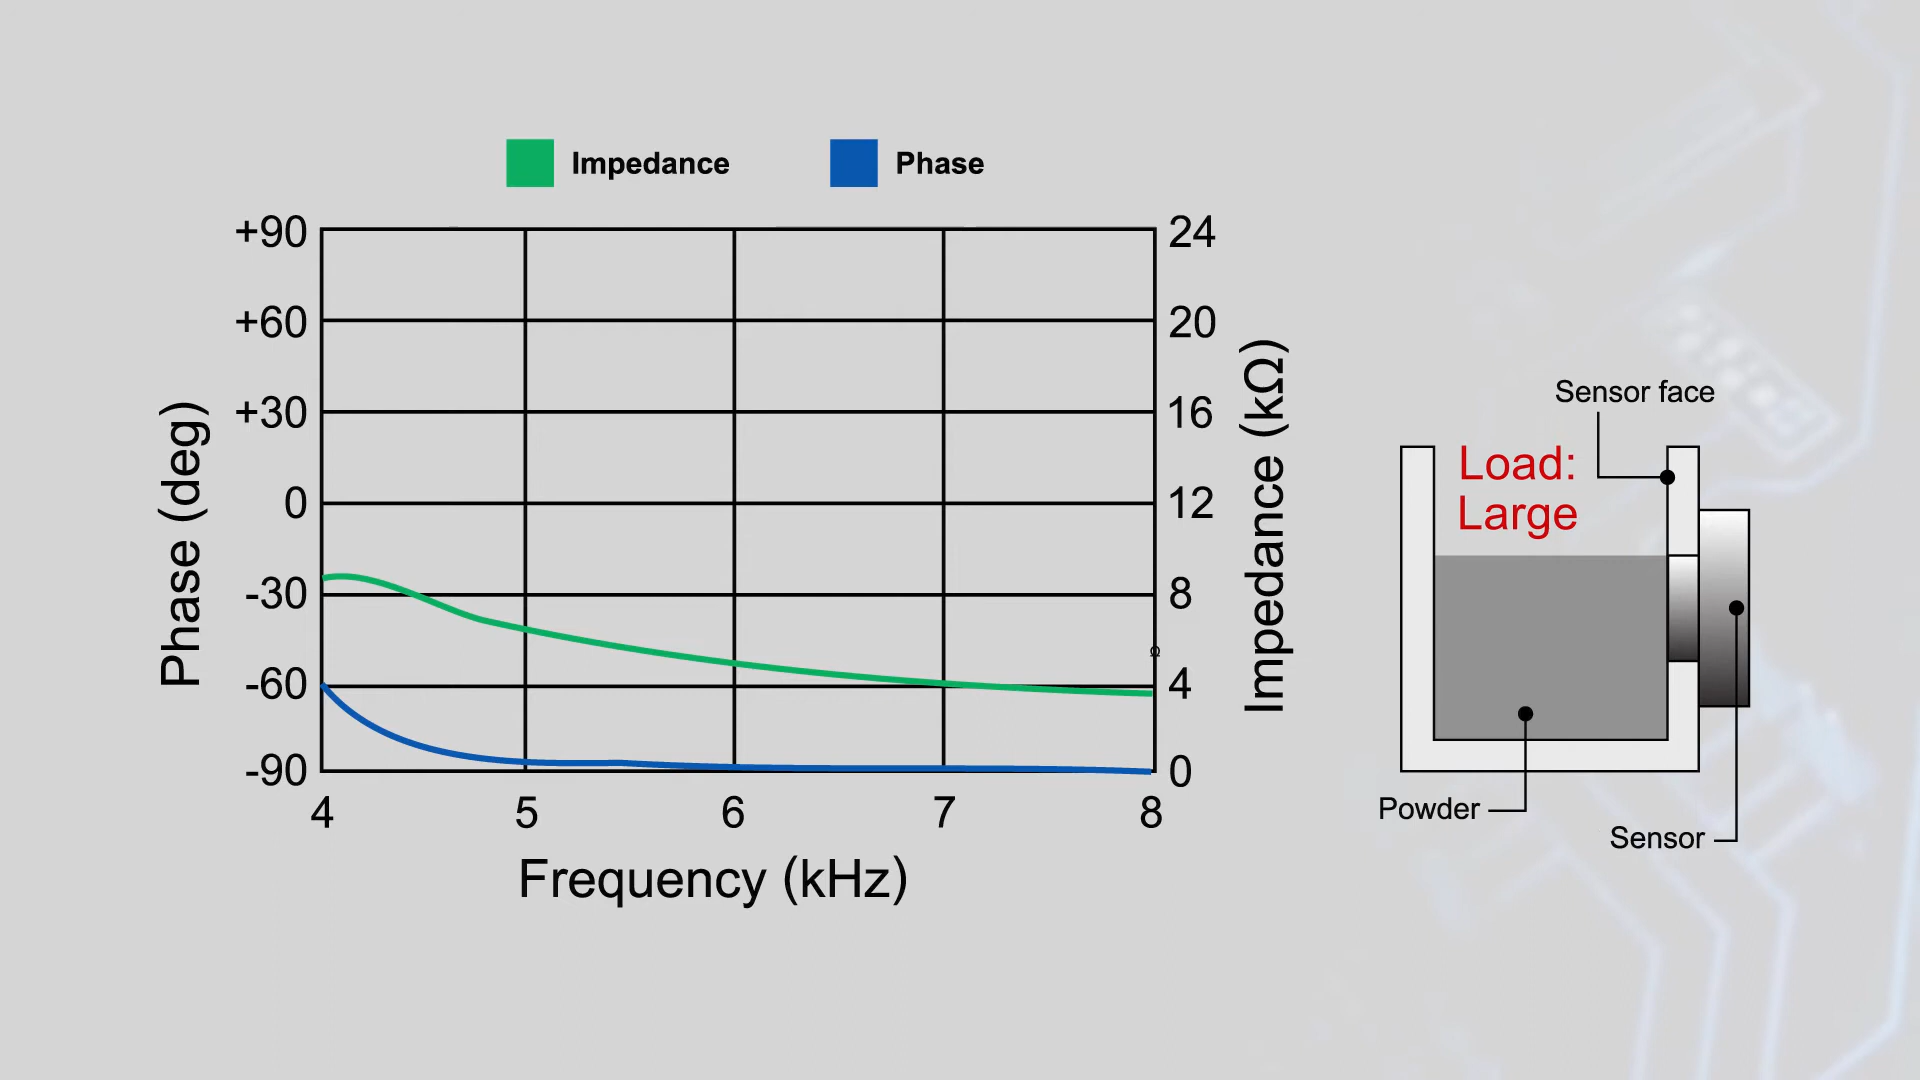 Impedance
Phase
+90
+60
+30
0
-30
-60
-90
Phase (deg)
24
20
16
12
8
4
0
Impedance (kΩ)
4
5
6
7
8
Frequency (kHz)
Sensor face
Load:
Large
Powder
Sensor